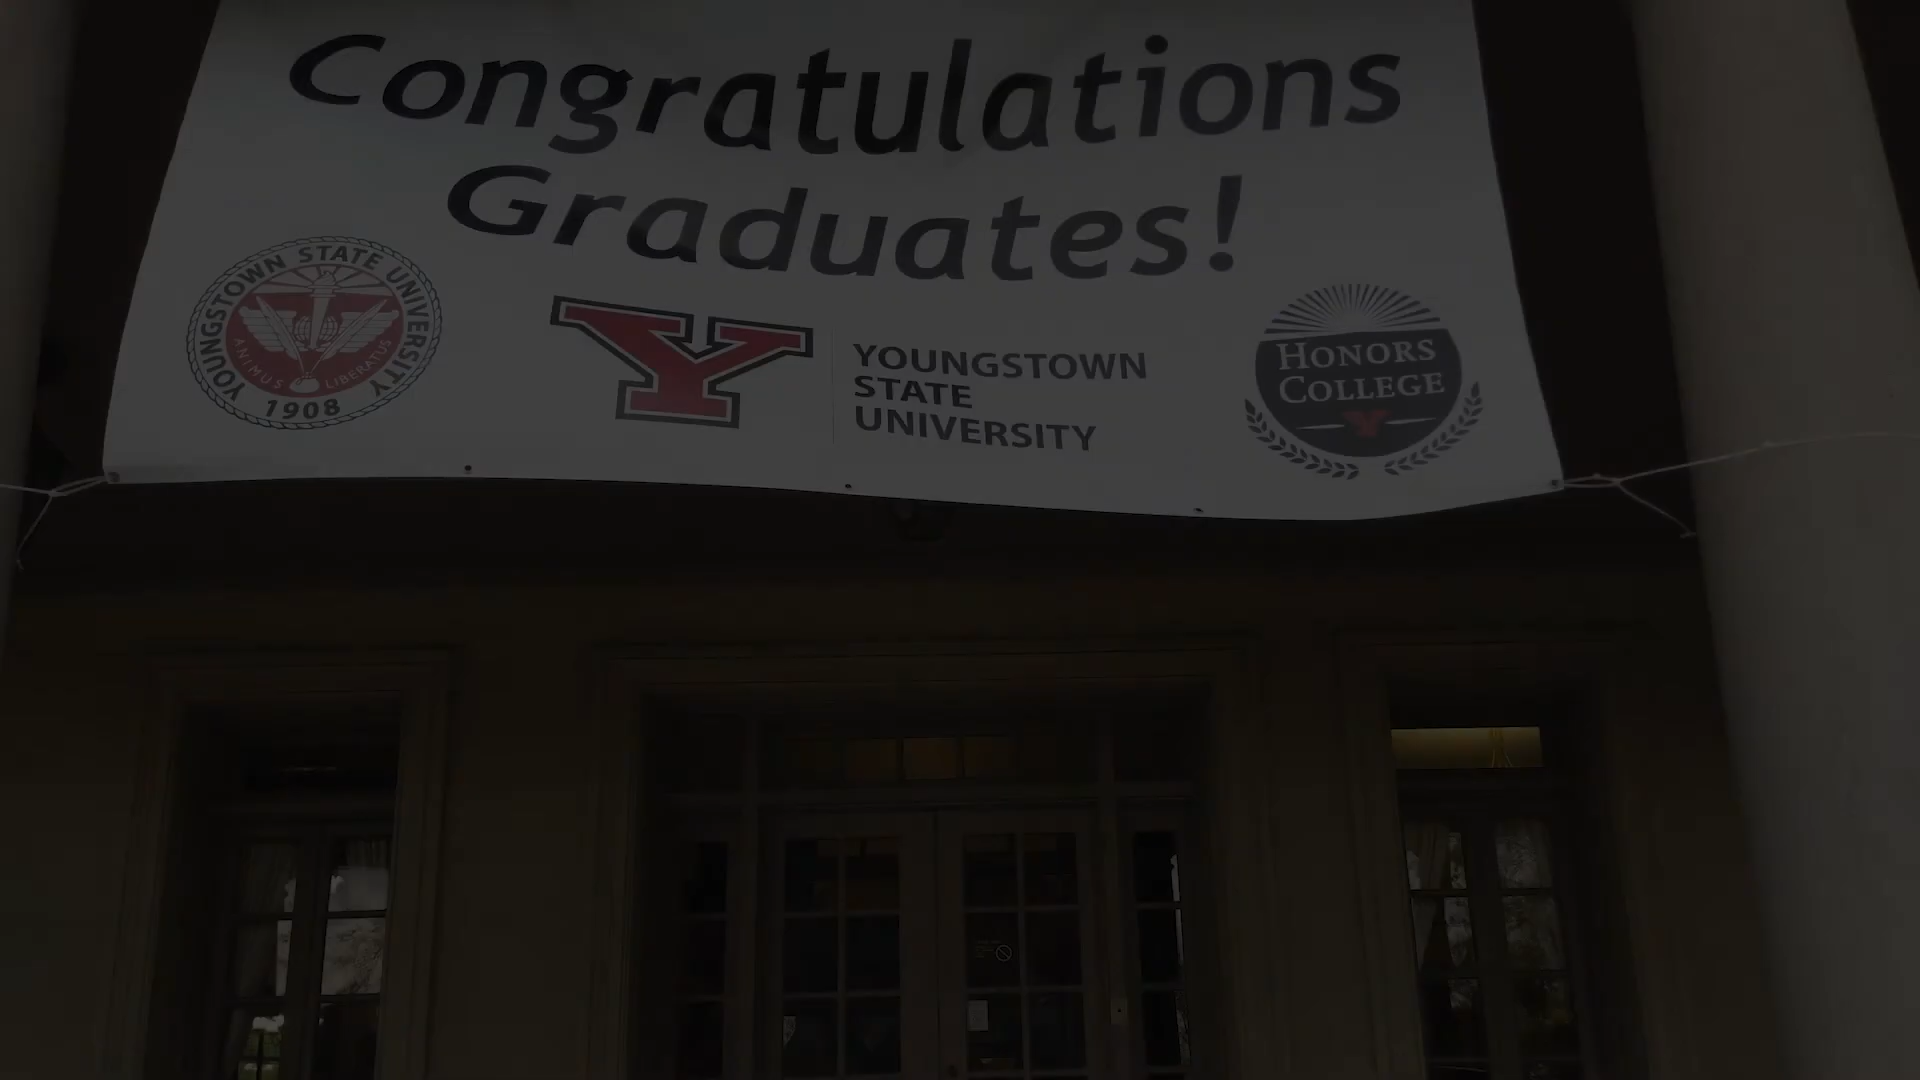 Congratulations
Graduates!
YOUNGSTOWN STATE UNIVERSITY
ANIMUS LIBERATUS
1908
Y
YOUNGSTOWN
STATE
UNIVERSITY
HONORS
COLLEGE
Y